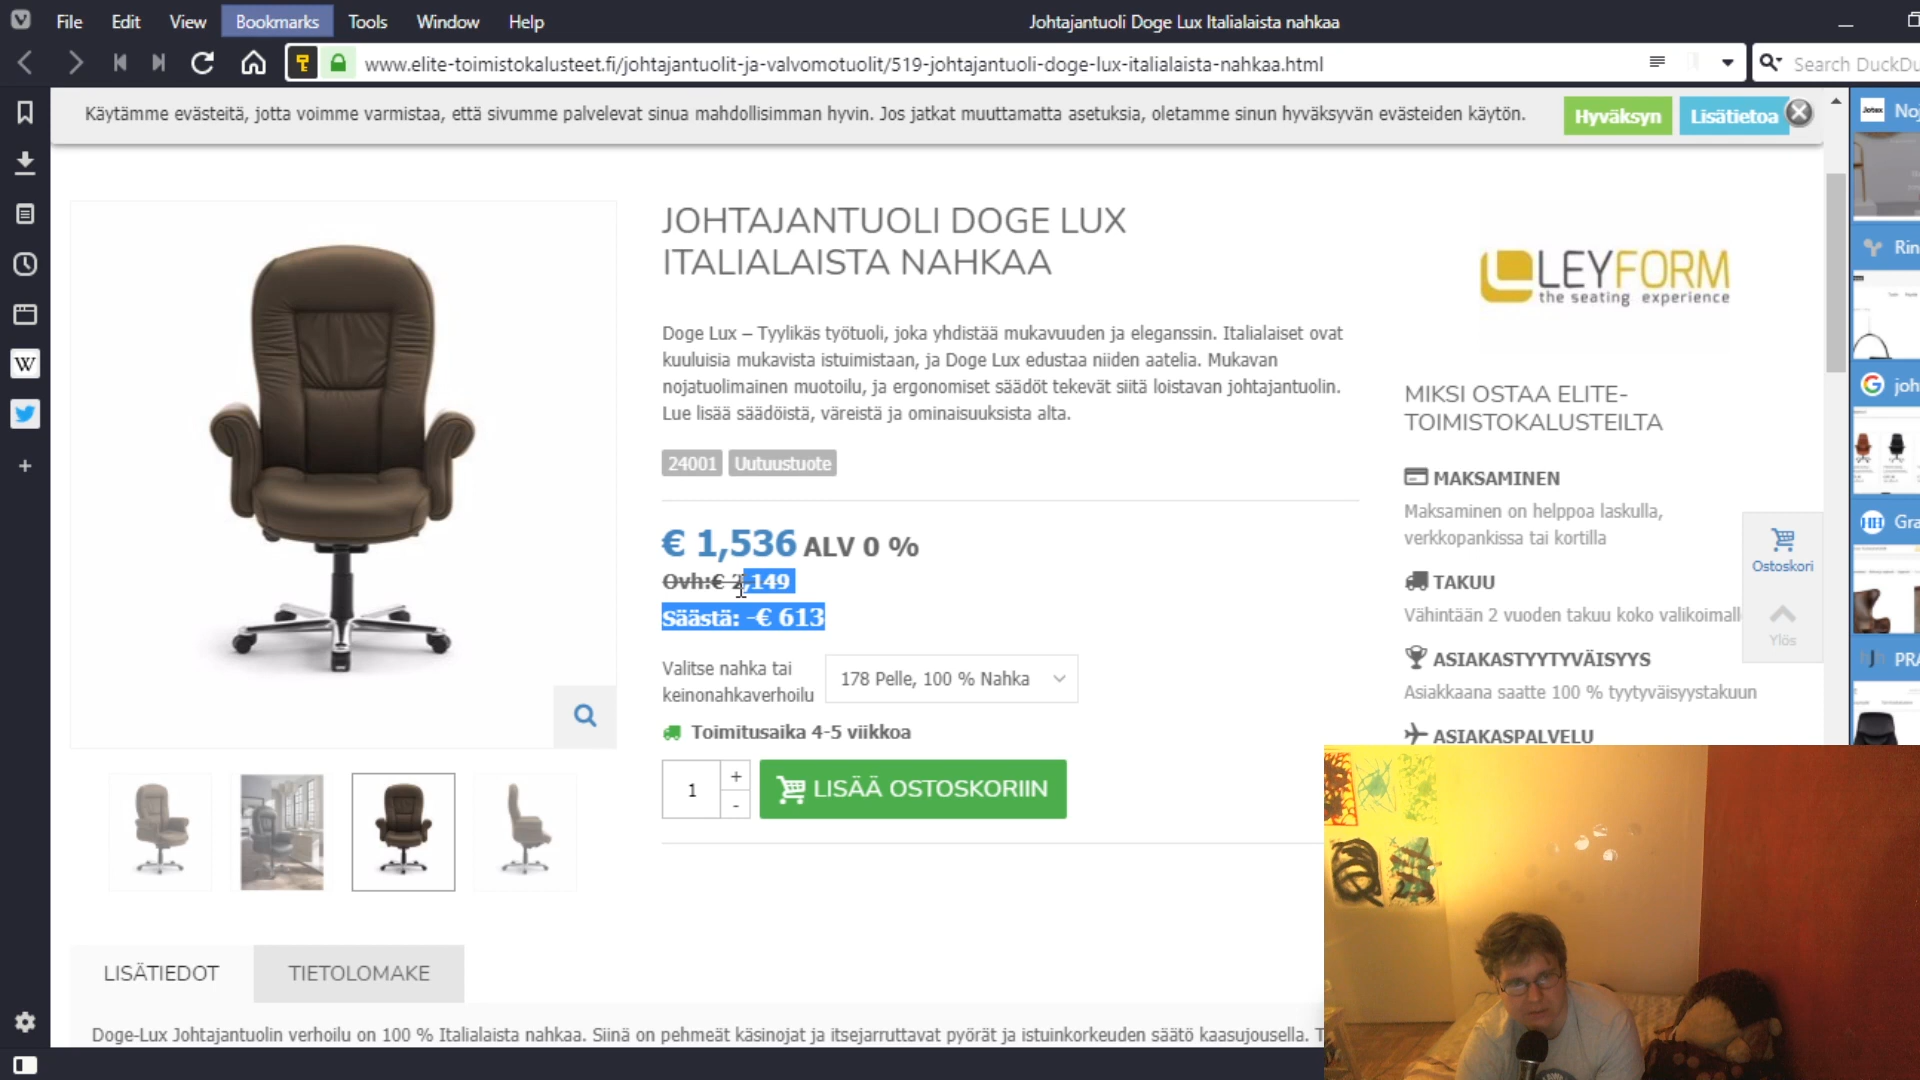 File Edit View Bookmarks Tools Window Help
Johtajantuoli Doge Lux Italialaista nahkaa
www.elite-toimistokalusteet.fi/johtajantuolit-ja-valvomotuolit/519-johtajantuoli-doge-lux-italialaista-nahkaa.html
Search DuckDu
Käytämme evästeitä, jotta voimme varmistaa, että sivumme palvelevat sinua mahdollisimman hyvin. Jos jatkat muuttamatta asetuksia, oletamme sinun hyväksyvän evästeiden käytön.
Hyväksyn
Lisätietoa
JOHTAJANTUOLI DOGE LUX
ITALIALAISTA NAHKAA
Doge Lux – Tyylikäs työtuoli, joka yhdistää mukavuuden ja eleganssin. Italialaiset ovat
kuuluisia mukavista istuimistaan, ja Doge Lux edustaa niiden aatelia. Mukavan
nojatuolimainen muotoilu, ja ergonomiset säädöt tekevät siitä loistavan johtajantuolin.
Lue lisää säädöistä, väreistä ja ominaisuuksista alta.
24001 Uutuustuote
€ 1,536 ALV 0 %
Ovh:€ 2,149
Säästä: -€ 613
Valitse nahka tai
keinonahkaverhoilu
178 Pelle, 100 % Nahka
Toimitusaika 4-5 viikkoa
1 + -
LISÄÄ OSTOSKORIIN
LISÄTIEDOT
TIETOLOMAKE
Doge-Lux Johtajantuolin verhoilu on 100 % Italialaista nahkaa. Siinä on pehmeät käsinojat ja itsejarruttavat pyörät ja istuinkorkeuden säätö kaasujousella. T
LEYFORM
the seating experience
MIKSI OSTAA ELITE-
TOIMISTOKALUSTEILTA
MAKSAMINEN
Maksaminen on helppoa laskulla,
verkkopankissa tai kortilla
TAKUU
Vähintään 2 vuoden takuu koko valikoimall
ASIAKASTYYTYVÄISYYS
Asiakkaana saatte 100 % tyytyväisyystakuun
ASIAKASPALVELU
Ostoskori
Ylös
W
Jotex
Noj
Rin
G joh
HH Gra
PRA